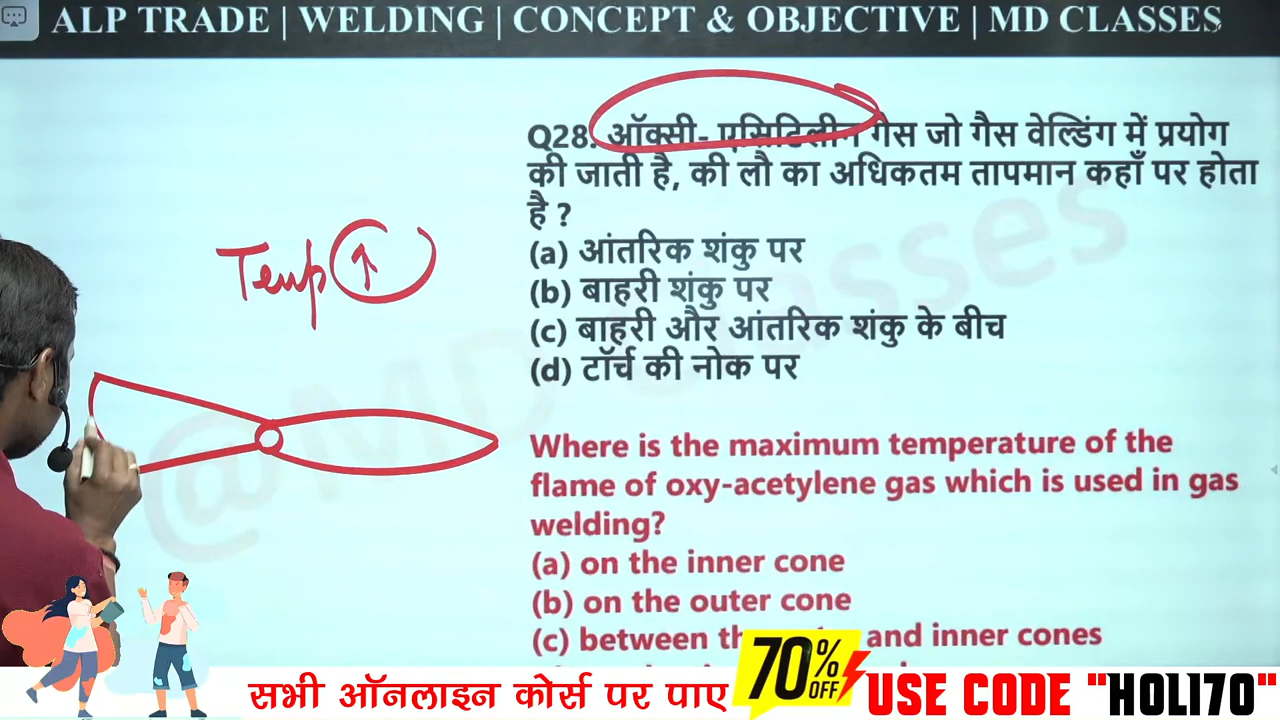 ALP TRADE | WELDING | CONCEPT & OBJECTIVE | MD CLASSES
Q28. ऑक्सी- एसिटिलीन गैस जो गैस वेल्डिंग में प्रयोग
की जाती है, की लौ का अधिकतम तापमान कहाँ पर होता
है ?
(a) आंतरिक शंकु पर
(b) बाहरी शंकु पर
(c) बाहरी और आंतरिक शंकु के बीच
(d) टॉर्च की नोक पर
Temp ↑
Where is the maximum temperature of the
flame of oxy-acetylene gas which is used in gas
welding?
(a) on the inner cone
(b) on the outer cone
(c) between and inner cones
@MD Classes
सभी ऑनलाइन कोर्स पर पाए
70% OFF
USE CODE "HOLI70"